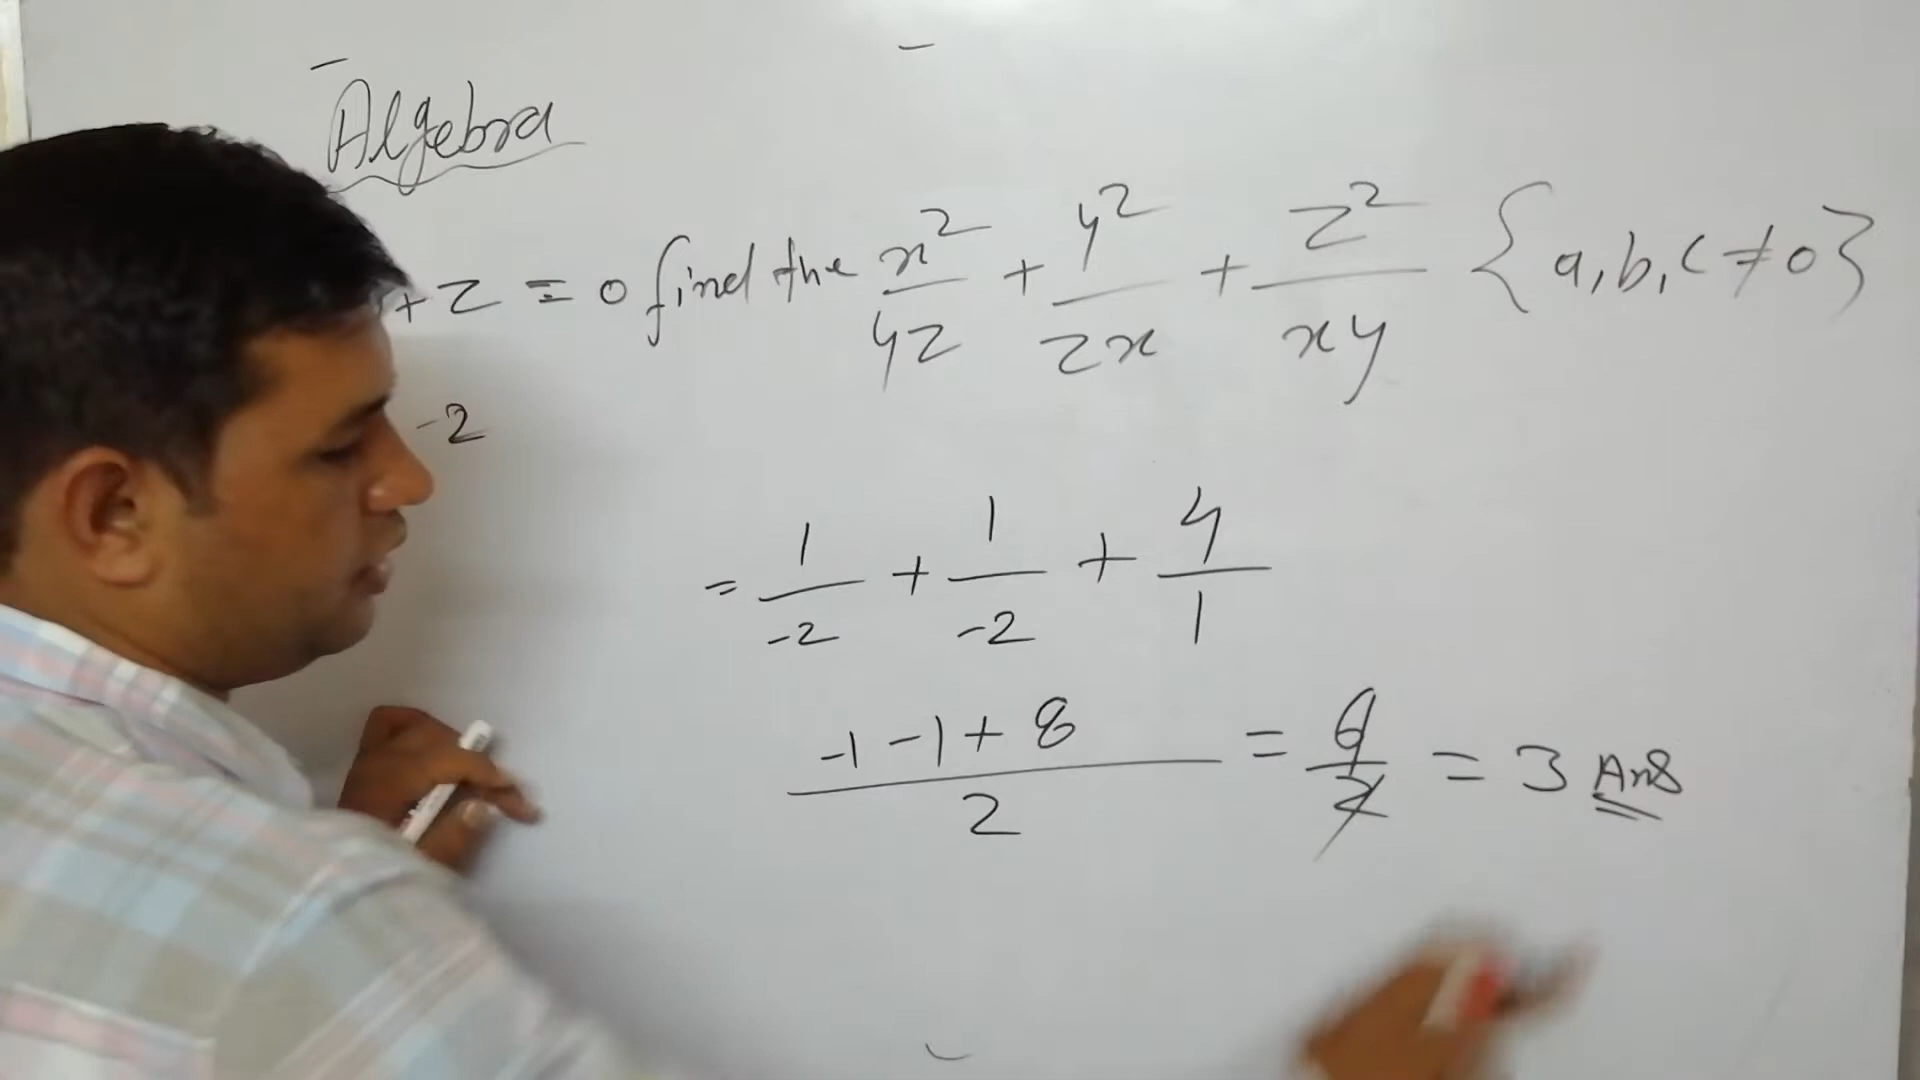 Algebra
+ z = 0 find the x²/yz + y²/zx + z²/xy {a, b, c ≠ 0}
-2
= 1/-2 + 1/-2 + 4/1
-1 -1 + 8/2 = 6/2 = 3 Ans